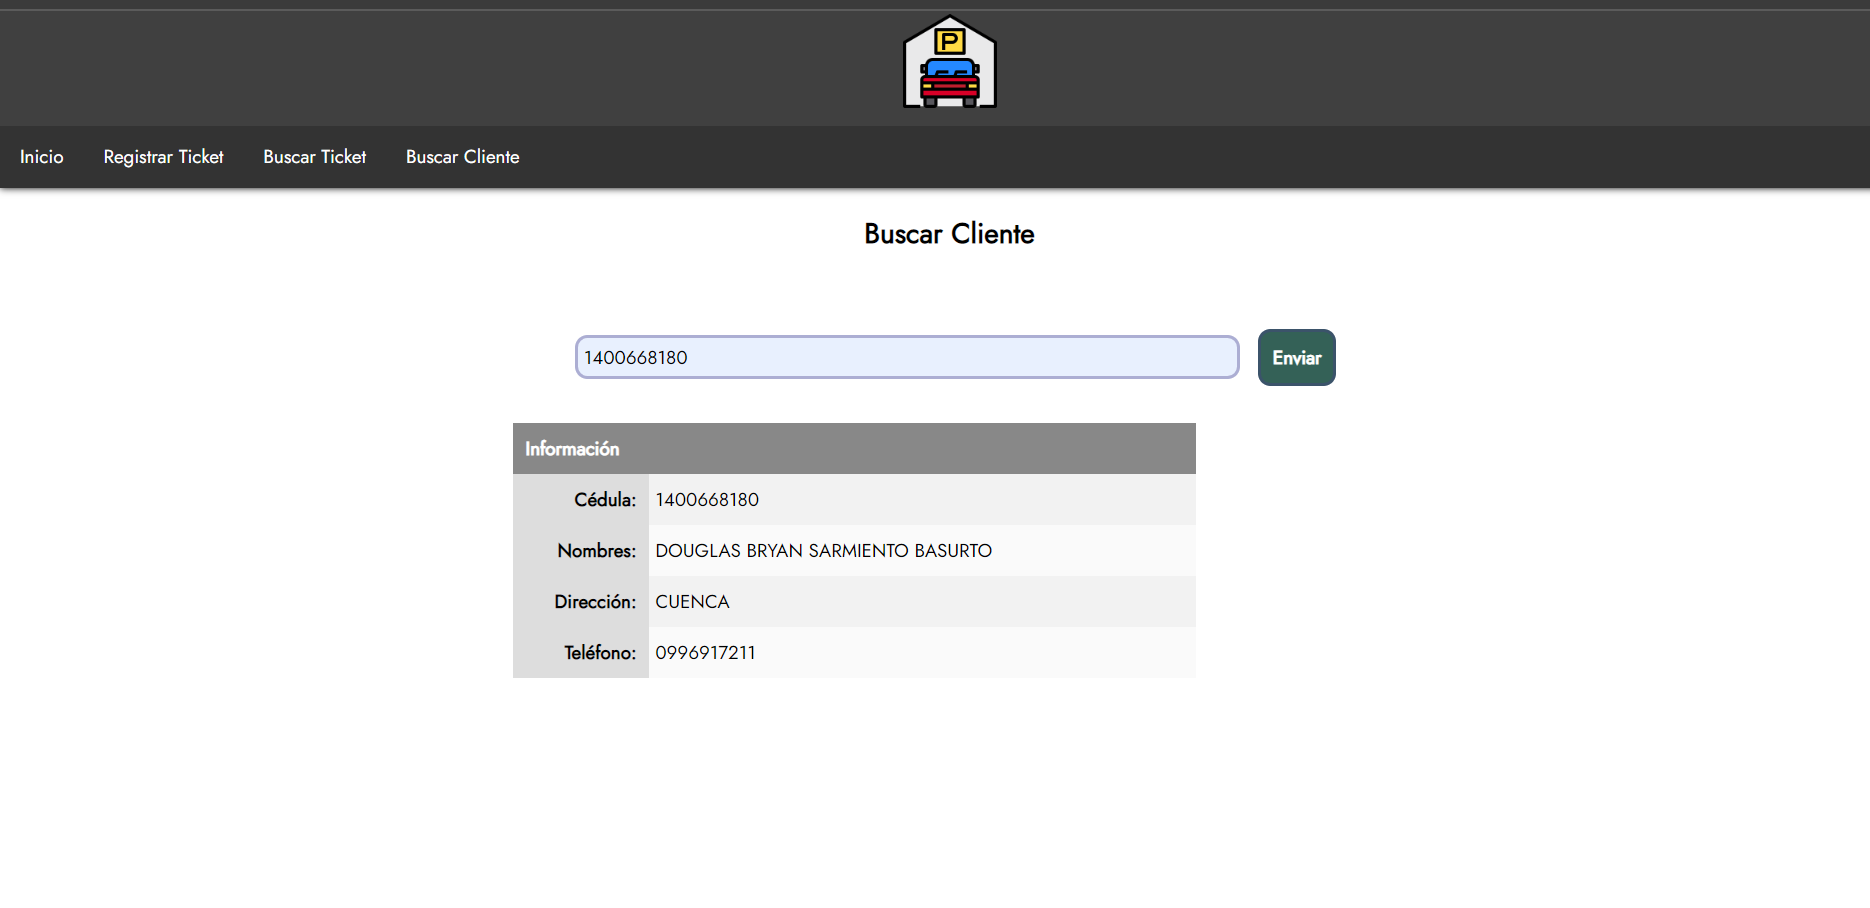 P
Inicio Registrar Ticket Buscar Ticket Buscar Cliente
Buscar Cliente
1400668180 Enviar
Información
Cédula: 1400668180
Nombres: DOUGLAS BRYAN SARMIENTO BASURTO
Dirección: CUENCA
Teléfono: 0996917211